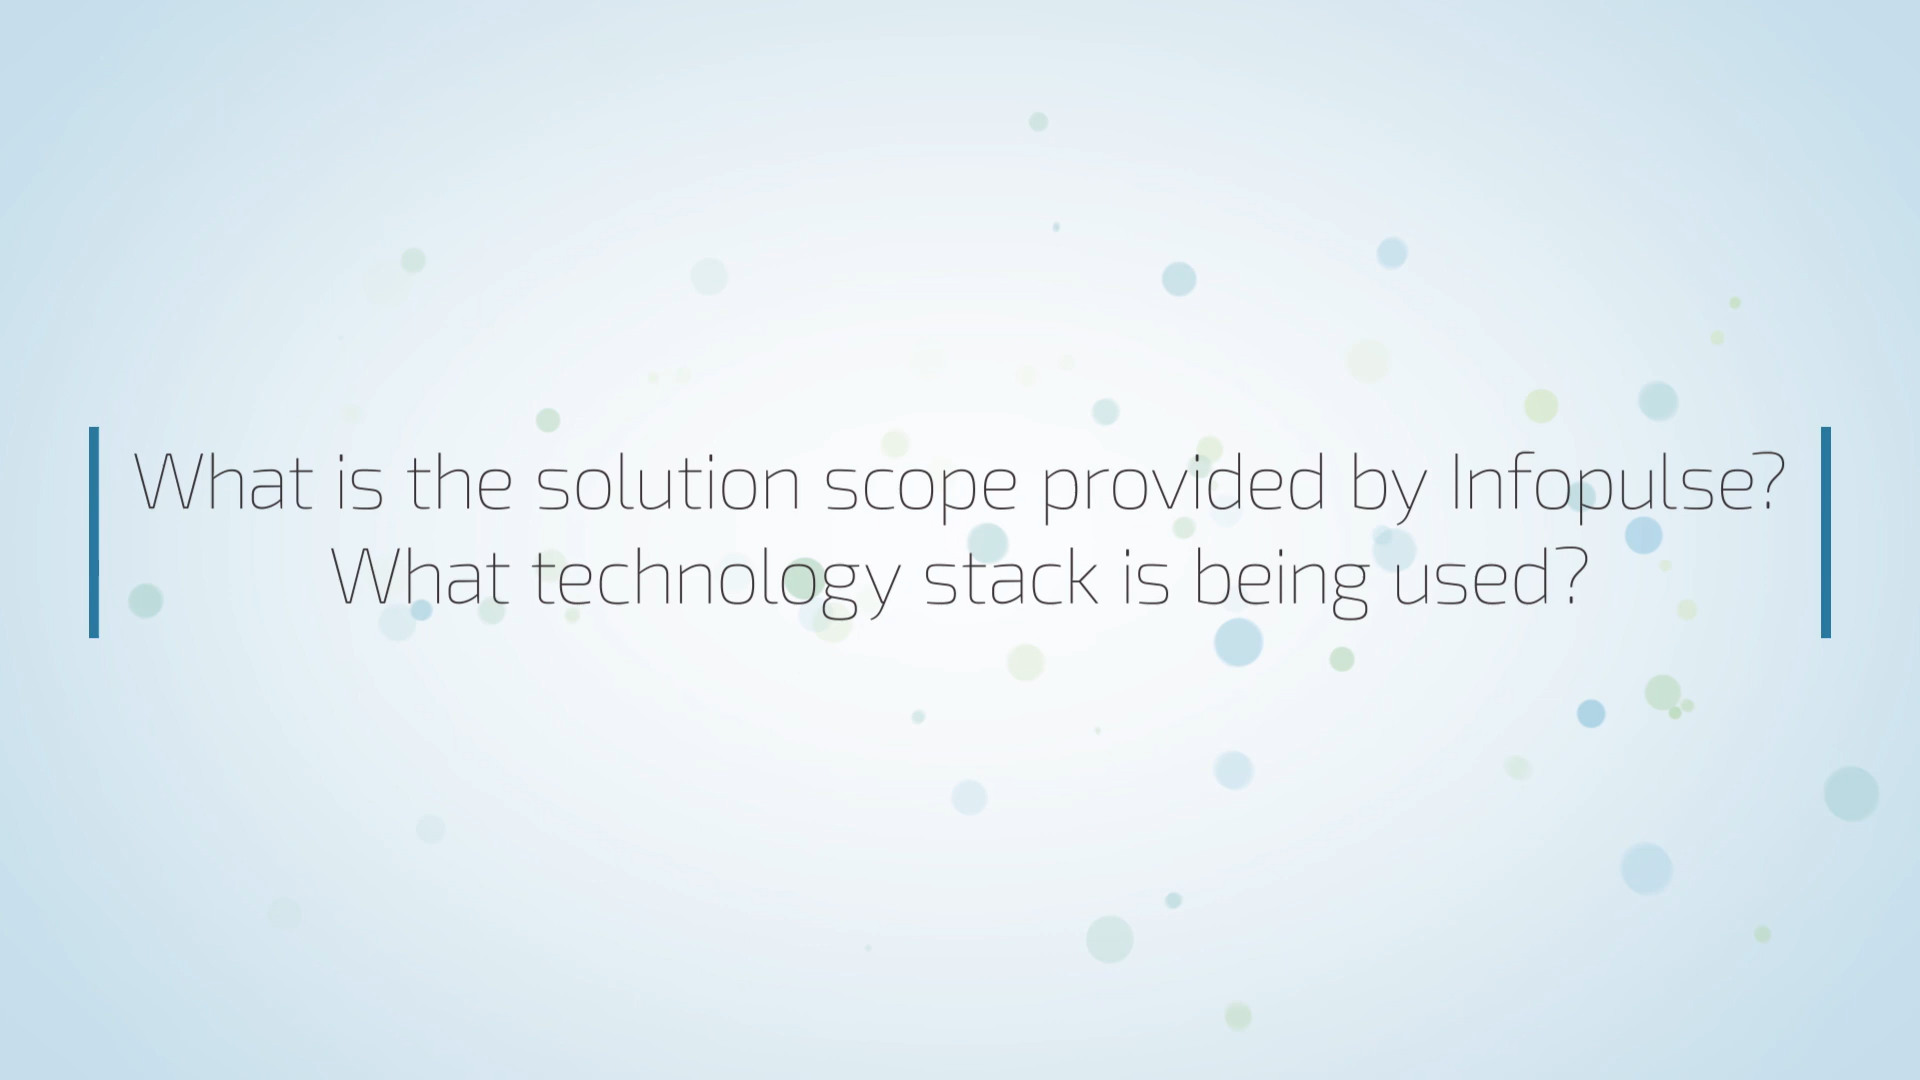 What is the solution scope provided by Infopulse?
What technology stack is being used?